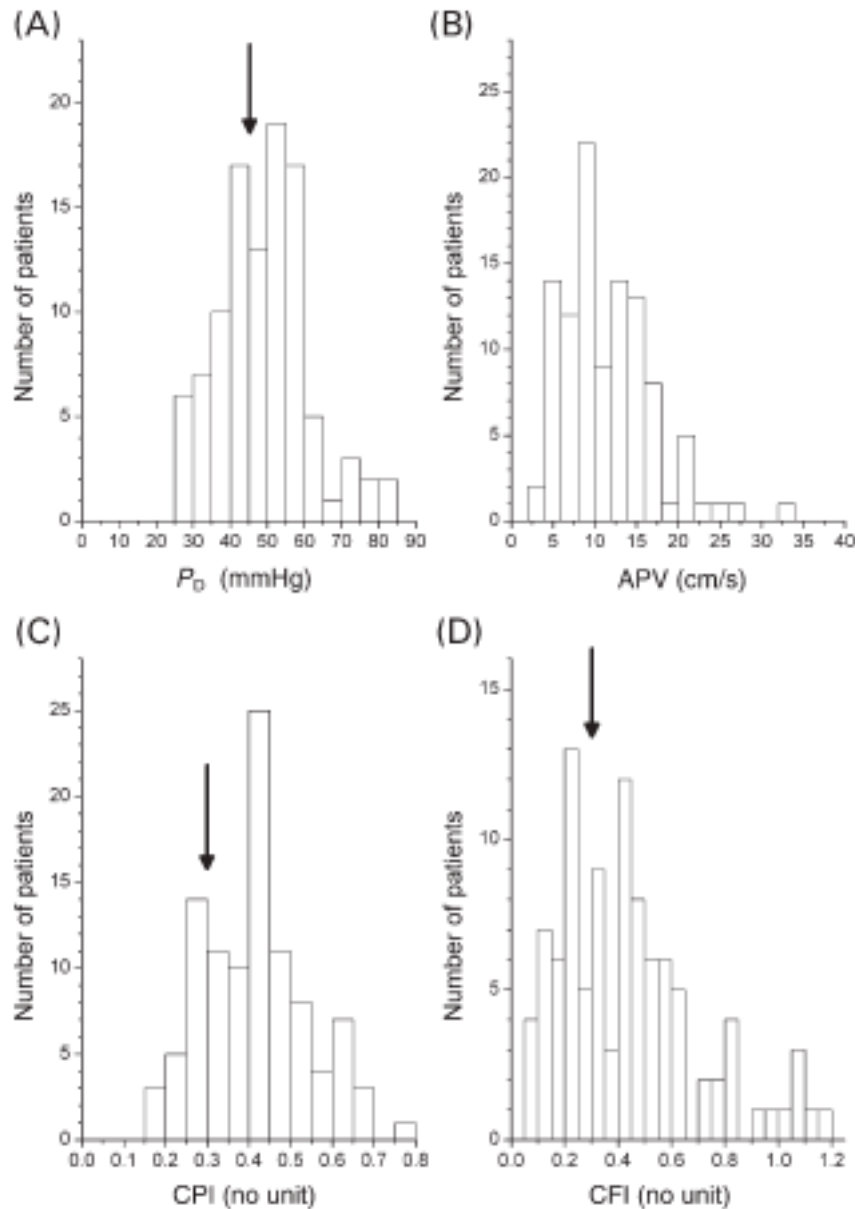 (A)
Number of patients
20
15
10
5
0
0 10 20 30 40 50 60 70 80 90
P_D (mmHg)
(B)
Number of patients
25
20
15
10
5
0
0 5 10 15 20 25 30 35 40
APV (cm/s)
(C)
Number of patients
25
20
15
10
5
0
0.0 0.1 0.2 0.3 0.4 0.5 0.6 0.7 0.8
CPI (no unit)
(D)
Number of patients
15
10
5
0
0.0 0.2 0.4 0.6 0.8 1.0 1.2
CFI (no unit)